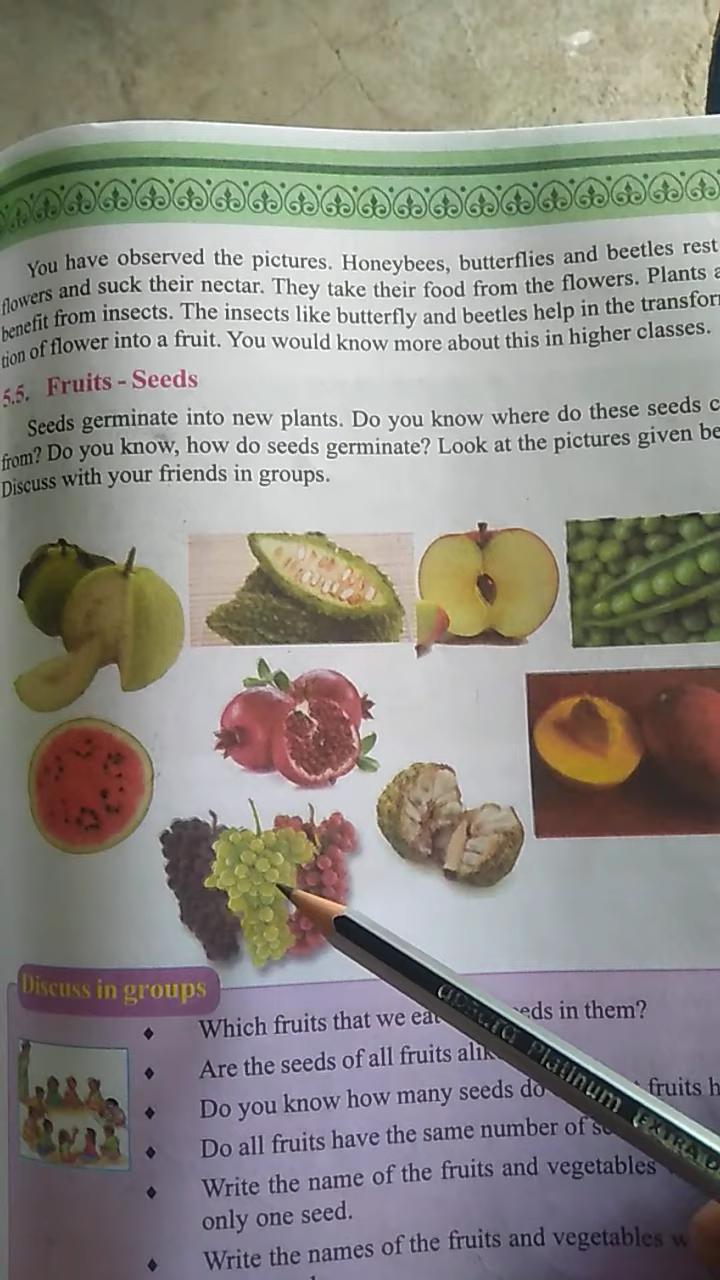 You have observed the pictures. Honeybees, butterflies and beetles rest
flowers and suck their nectar. They take their food from the flowers. Plants
benefit from insects. The insects like butterfly and beetles help in the
tion of flower into a fruit. You would know more about this in higher classes.
5.5. Fruits - Seeds
Seeds germinate into new plants. Do you know where do these seeds
from? Do you know, how do seeds germinate? Look at the pictures given
Discuss with your friends in groups.
Discuss in groups
Which fruits that we eat eds in them?
Are the seeds of all fruits
Do you know how many seeds do fruits
Do all fruits have the same number of
Write the name of the fruits and vegetables
only one seed.
Write the names of the fruits and vegetables
apsara Platinum EXTRA